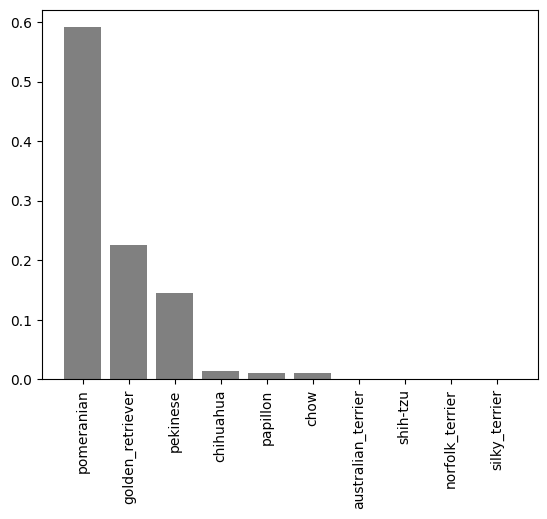 0.6
0.5
0.4
0.3
0.2
0.1
0.0
pomeranian
golden_retriever
pekinese
chihuahua
papillon
chow
australian_terrier
shih-tzu
norfolk_terrier
silky_terrier